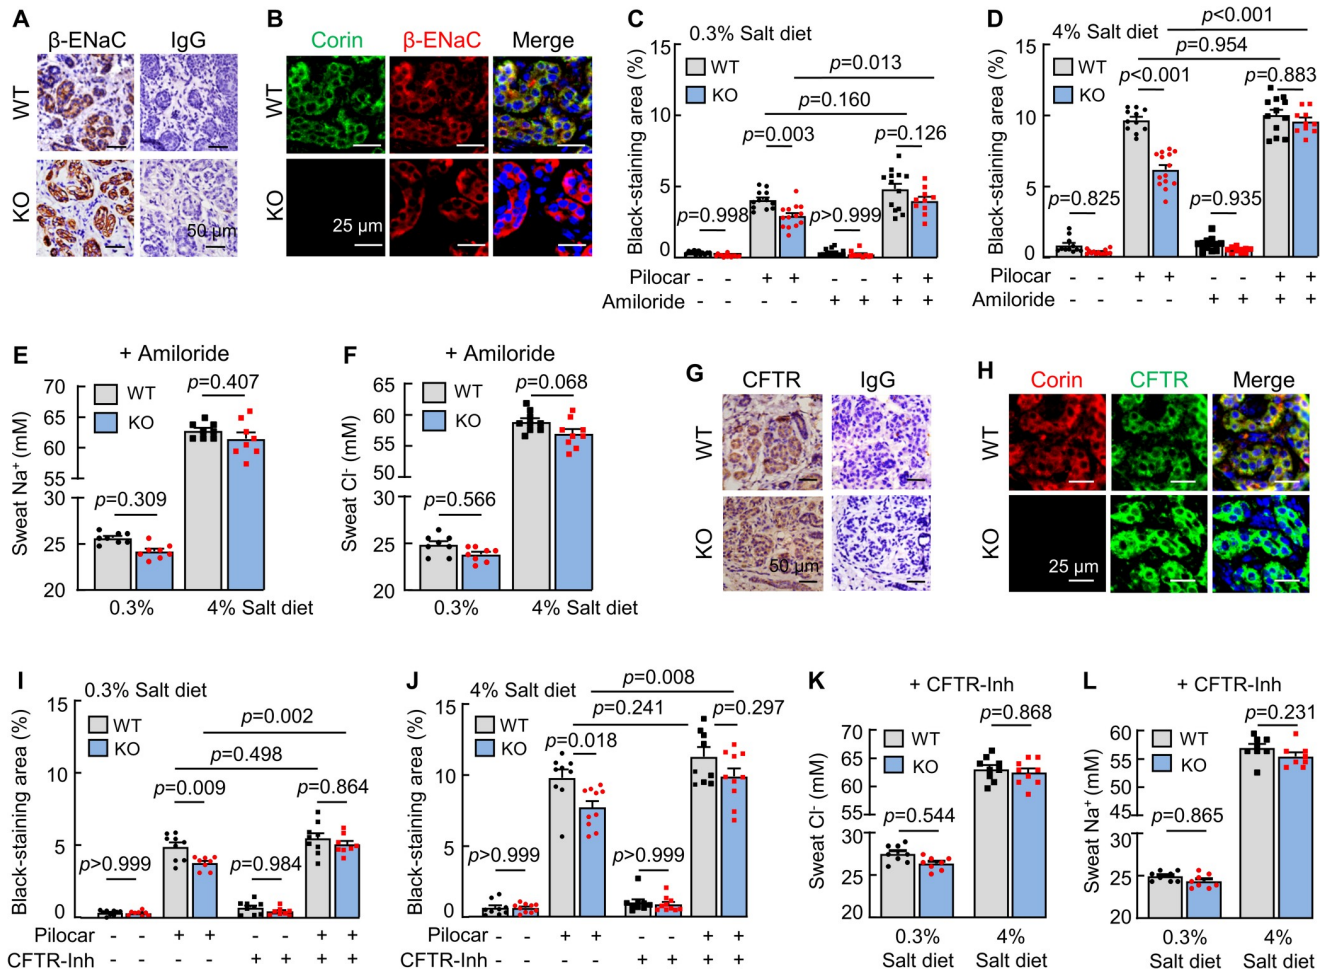 A
β-ENaC
IgG
WT
KO
50 µm
B
Corin
β-ENaC
Merge
WT
KO
25 µm
C
0.3% Salt diet
WT
KO
Black-staining area (%)
15
10
5
0
p=0.013
p=0.160
p=0.003
p=0.126
p=0.998
p>0.999
Pilocar - - + + - - + +
Amiloride - - - - + + + +
D
4% Salt diet
WT
KO
Black-staining area (%)
15
10
5
0
p<0.001
p=0.954
p<0.001
p=0.883
p=0.825
p=0.935
Pilocar - - + + - - + +
Amiloride - - - - + + + +
E
+ Amiloride
WT
KO
Sweat Na⁺ (mM)
70
65
60
55
30
25
20
p=0.407
p=0.309
0.3%
4% Salt diet
F
+ Amiloride
WT
KO
Sweat Cl⁻ (mM)
65
60
55
50
30
25
20
p=0.068
p=0.566
0.3%
4% Salt diet
G
CFTR
IgG
WT
KO
50 µm
H
Corin
CFTR
Merge
WT
KO
25 µm
I
0.3% Salt diet
WT
KO
Black-staining area (%)
15
10
5
0
p=0.002
p=0.498
p=0.009
p=0.864
p>0.999
p=0.984
Pilocar - - + + - - + +
CFTR-Inh - - - - + + + +
J
4% Salt diet
WT
KO
Black-staining area (%)
15
10
5
0
p=0.008
p=0.241
p=0.297
p=0.018
p>0.999
p>0.999
Pilocar - - + + - - + +
CFTR-Inh - - - - + + + +
K
+ CFTR-Inh
WT
KO
Sweat Cl⁻ (mM)
70
65
60
55
30
25
20
p=0.868
p=0.544
0.3%
Salt diet
4%
Salt diet
L
+ CFTR-Inh
WT
KO
Sweat Na⁺ (mM)
60
55
50
45
30
25
20
p=0.231
p=0.865
0.3%
Salt diet
4%
Salt diet